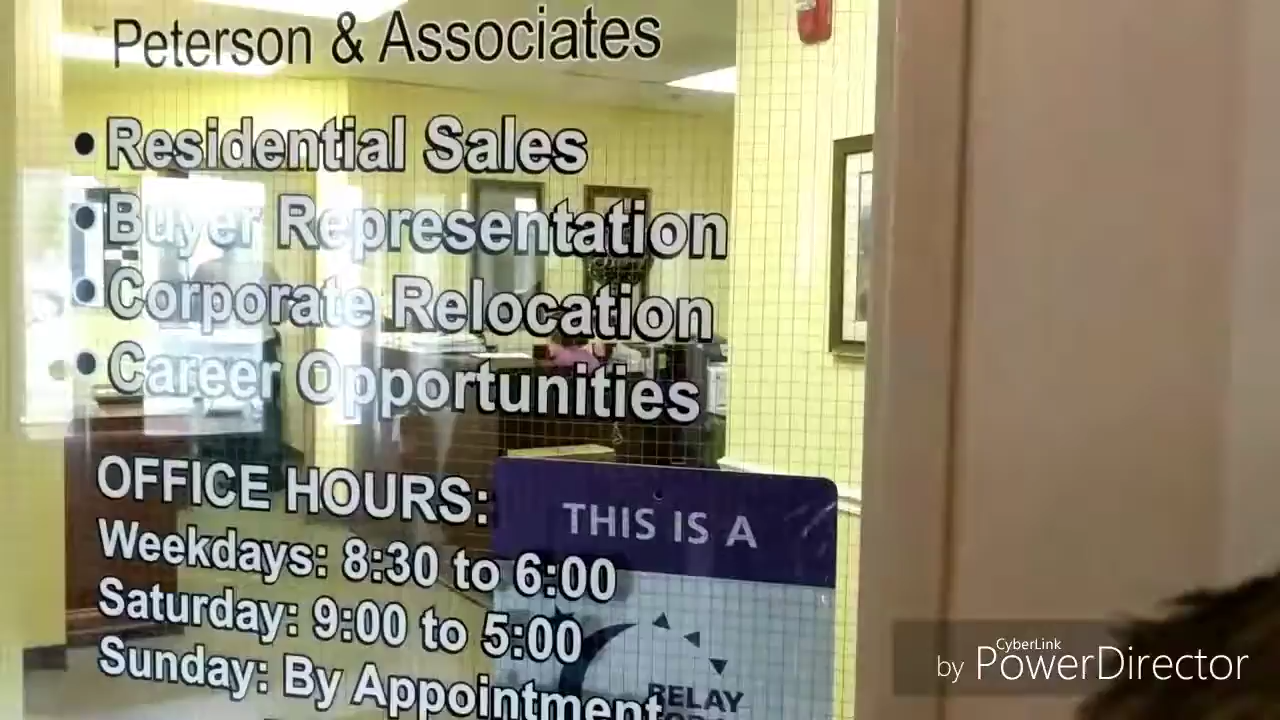 Peterson & Associates
• Residential Sales
• Buyer Representation
• Corporate Relocation
• Career Opportunities
OFFICE HOURS:
Weekdays: 8:30 to 6:00
Saturday: 9:00 to 5:00
Sunday: By Appointment
THIS IS A
RELAY
by CyberLink PowerDirector